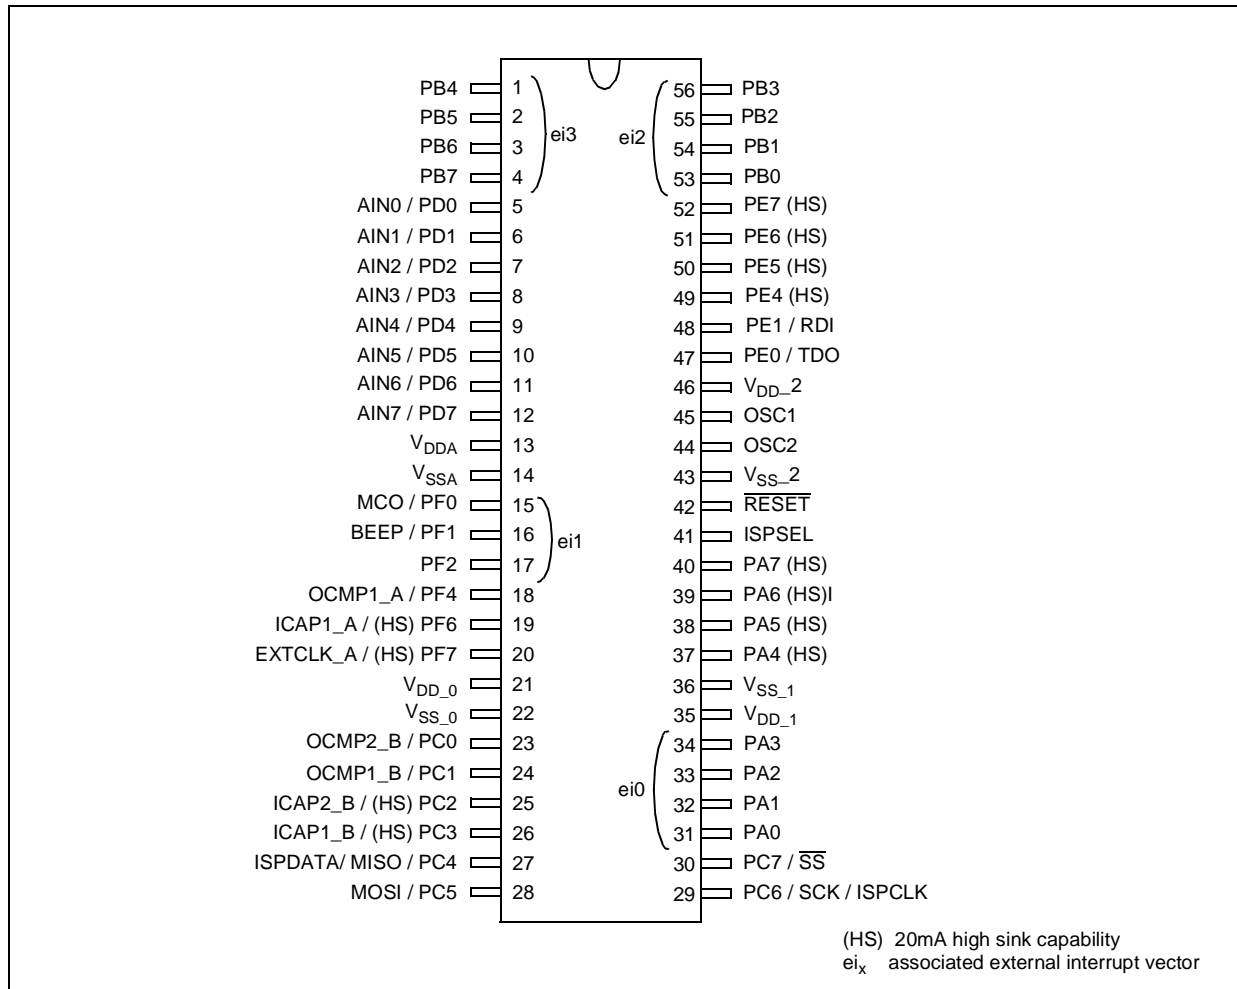 PB4 1 56 PB3
PB5 2 55 PB2
ei3 ei2
PB6 3 54 PB1
PB7 4 53 PB0
AIN0 / PD0 5 52 PE7 (HS)
AIN1 / PD1 6 51 PE6 (HS)
AIN2 / PD2 7 50 PE5 (HS)
AIN3 / PD3 8 49 PE4 (HS)
AIN4 / PD4 9 48 PE1 / RDI
AIN5 / PD5 10 47 PE0 / TDO
AIN6 / PD6 11 46 VDD_2
AIN7 / PD7 12 45 OSC1
VDDA 13 44 OSC2
VSSA 14 43 VSS_2
MCO / PF0 15 42 RESET
BEEP / PF1 16 41 ISPSEL
ei1
PF2 17 40 PA7 (HS)
OCMP1_A / PF4 18 39 PA6 (HS)I
ICAP1_A / (HS) PF6 19 38 PA5 (HS)
EXTCLK_A / (HS) PF7 20 37 PA4 (HS)
VDD_0 21 36 VSS_1
VSS_0 22 35 VDD_1
OCMP2_B / PC0 23 34 PA3
OCMP1_B / PC1 24 33 PA2
ei0
ICAP2_B / (HS) PC2 25 32 PA1
ICAP1_B / (HS) PC3 26 31 PA0
ISPDATA/ MISO / PC4 27 30 PC7 / SS
MOSI / PC5 28 29 PC6 / SCK / ISPCLK
(HS) 20mA high sink capability
eix associated external interrupt vector